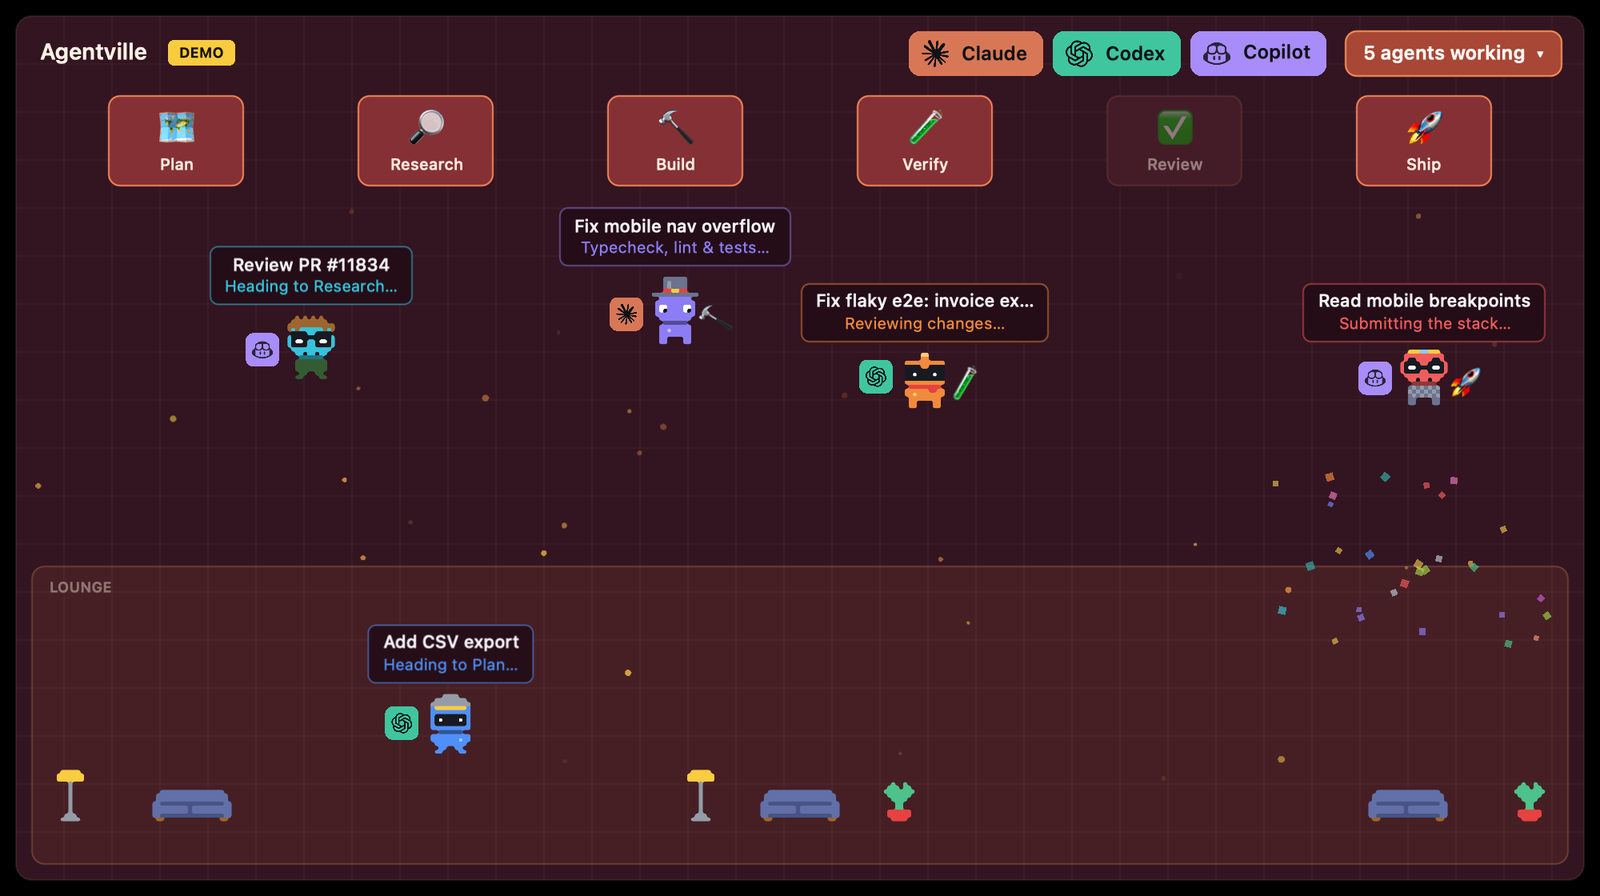 Agentville
DEMO
Claude
Codex
Copilot
5 agents working
Plan
Research
Build
Verify
Review
Ship
Fix mobile nav overflow
Typecheck, lint & tests...
Review PR #11834
Heading to Research...
Fix flaky e2e: invoice ex...
Reviewing changes...
Read mobile breakpoints
Submitting the stack...
LOUNGE
Add CSV export
Heading to Plan...